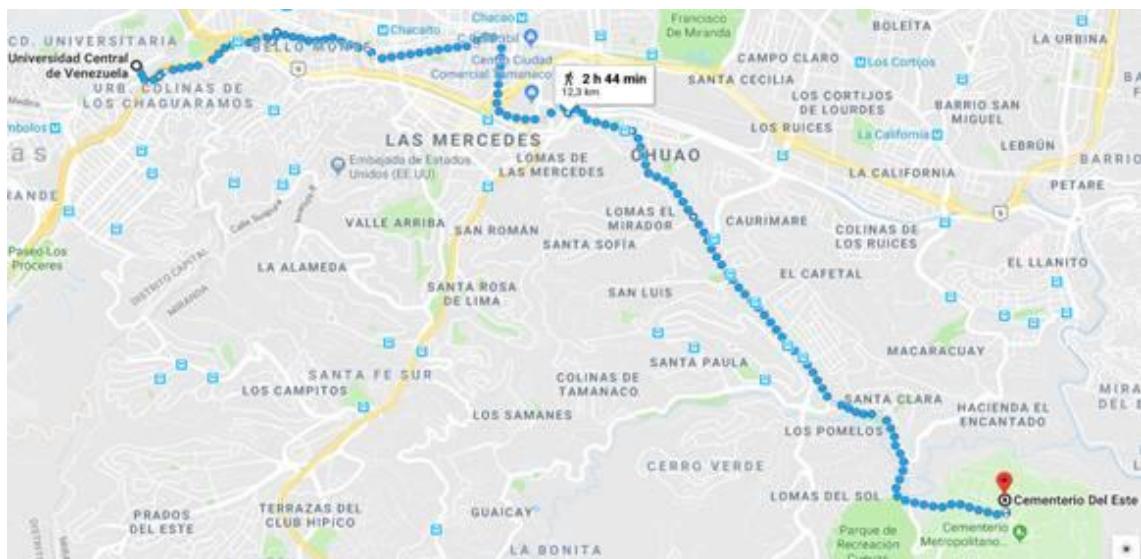 Chacao
Francisco
De Miranda
BOLEÍTA
LA URBINA
CD. UNIVERSITARIA
Chacaito
BELLO MONTE
Universidad Central
de Venezuela
Centro Ciudad
Comercial Tamanaco
2 h 44 min
12,3 km
CAMPO CLARO
Los Cortijos
SANTA CECILIA
URB. COLINAS DE
LOS CHAGUARAMOS
LOS CORTIJOS
DE LOURDES
BARRIO SAN
MIGUEL
LOS RUICES
La California
LEBRÚN
LAS MERCEDES
CHUAO
LOMAS DE
LAS MERCEDES
Embajada de Estados
Unidos (EE.UU)
BARRIO
LA CALIFORNIA
PETARE
RANDE
VALLE ARRIBA
SAN ROMÁN
LOMAS EL
MIRADOR
CAURIMARE
COLINAS DE
LOS RUICES
SANTA SOFÍA
Paseo Los
Próceres
DISTRITO CAPITAL
MIRANDA
LA ALAMEDA
EL CAFETAL
EL LLANITO
SANTA ROSA
DE LIMA
SAN LUIS
SANTA PAULA
MACARACUAY
SANTA FE SUR
COLINAS DE
TAMANACO
LOS CAMPITOS
SANTA CLARA
HACIENDA EL
ENCANTADO
LOS SAMANES
LOS POMELOS
CERRO VERDE
LOMAS DEL SOL
Cementerio Del Este
PRADOS
DEL ESTE
TERRAZAS DEL
CLUB HÍPICO
GUAICAY
Parque de
Recreación
Cementerio
Metropolitano...
LA BONITA